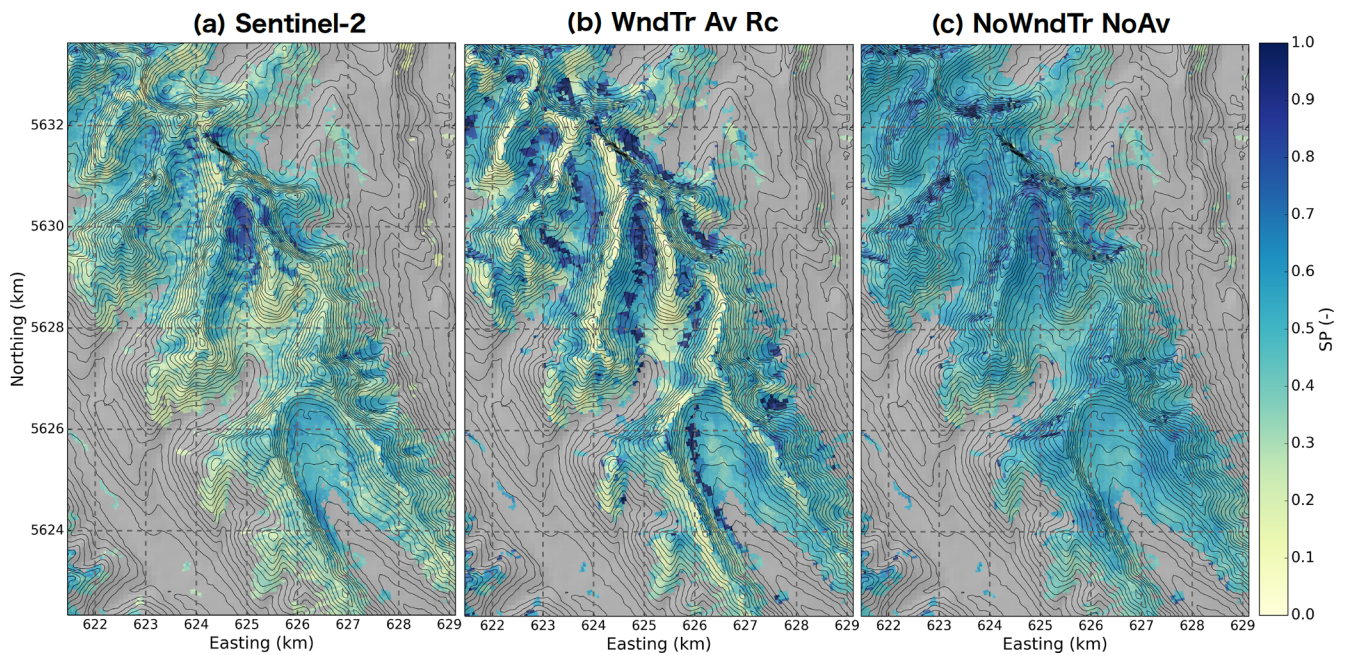 (a) Sentinel-2
(b) WndTr Av Rc
(c) NoWndTr NoAv
Northing (km)
5632
5630
5628
5626
5624
622 623 624 625 626 627 628 629
Easting (km)
622 623 624 625 626 627 628 629
Easting (km)
622 623 624 625 626 627 628 629
Easting (km)
1.0
0.9
0.8
0.7
0.6
0.5
0.4
0.3
0.2
0.1
0.0
SP (-)